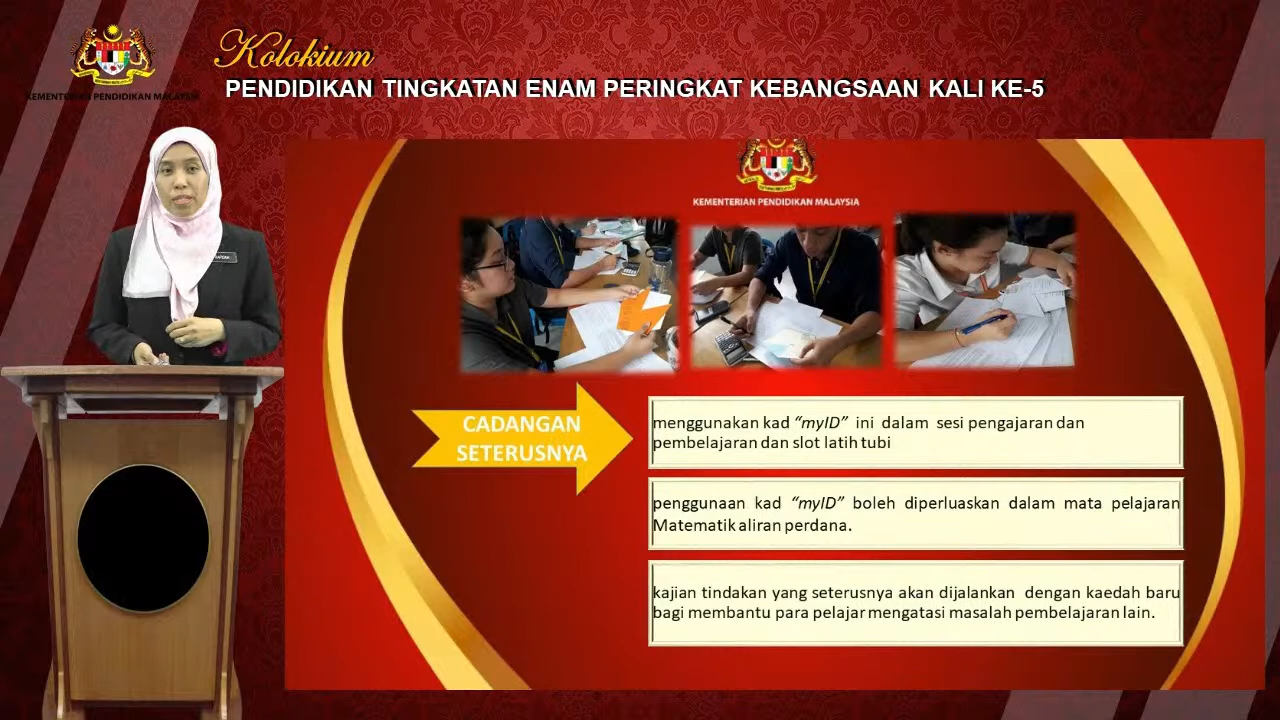 Kolokium
PENDIDIKAN TINGKATAN ENAM PERINGKAT KEBANGSAAN KALI KE-5
KEMENTERIAN PENDIDIKAN MALAYSIA
KEMENTERIAN PENDIDIKAN MALAYSIA
CADANGAN
SETERUSNYA
menggunakan kad “myID” ini dalam sesi pengajaran dan
pembelajaran dan slot latih tubi
penggunaan kad “myID” boleh diperluaskan dalam mata pelajaran
Matematik aliran perdana.
kajian tindakan yang seterusnya akan dijalankan dengan kaedah baru
bagi membantu para pelajar mengatasi masalah pembelajaran lain.